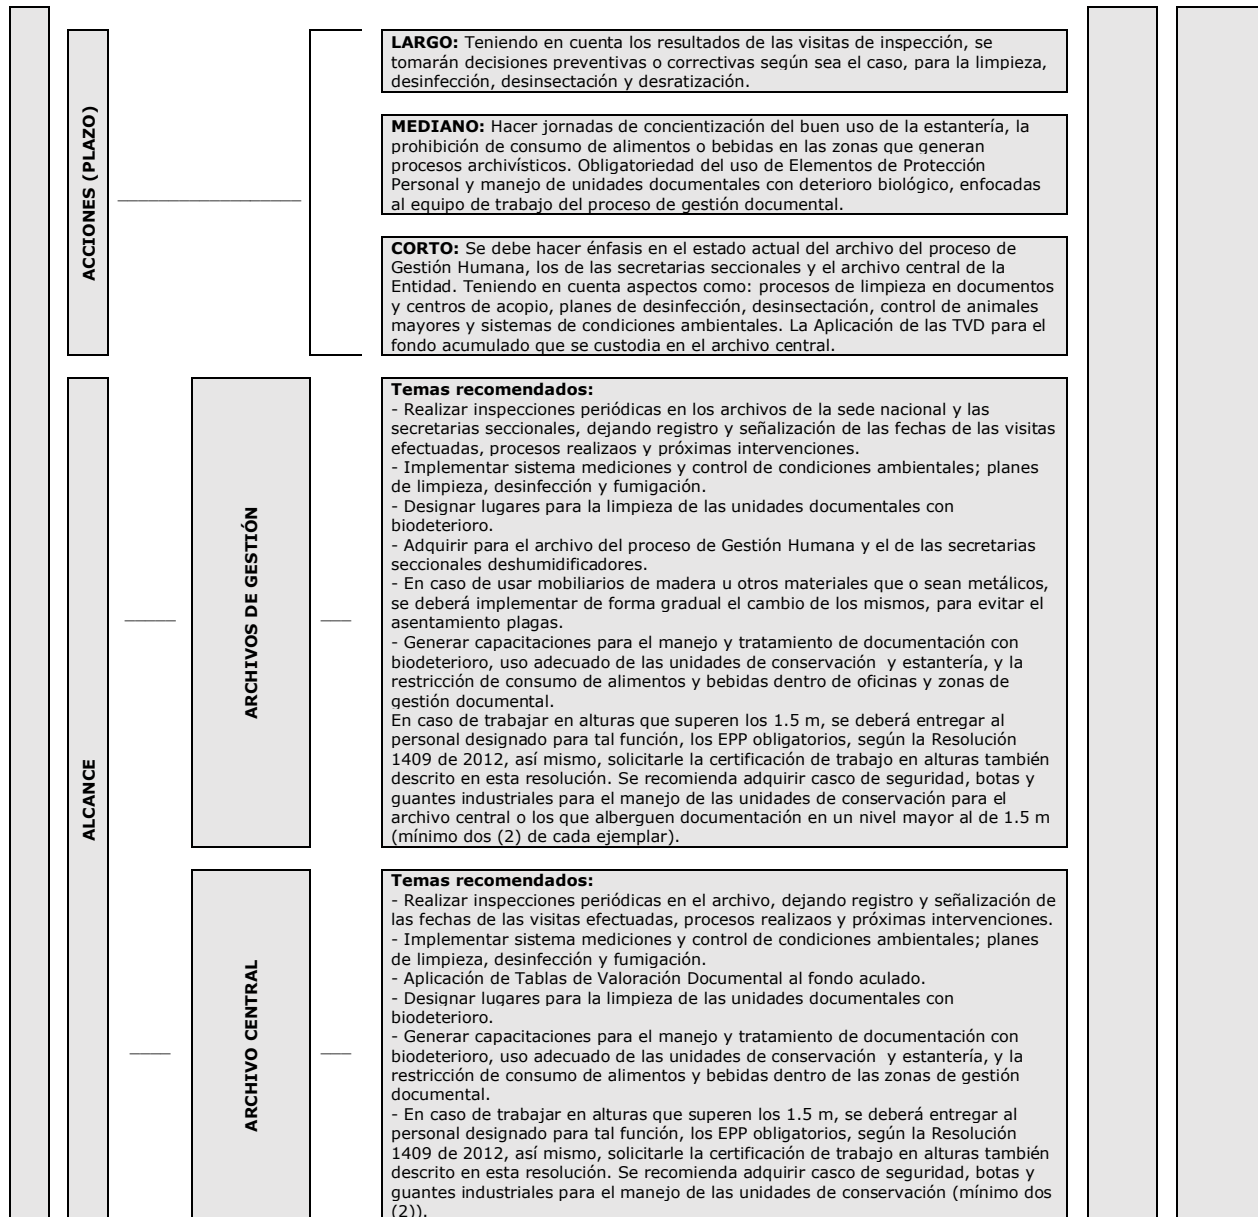 ACCIONES (PLAZO)
LARGO: Teniendo en cuenta los resultados de las visitas de inspección, se
tomarán decisiones preventivas o correctivas según sea el caso, para la limpieza,
desinfección, desinsectación y desratización.
MEDIANO: Hacer jornadas de concientización del buen uso de la estantería, la
prohibición de consumo de alimentos o bebidas en las zonas que generan
procesos archivísticos. Obligatoriedad del uso de Elementos de Protección
Personal y manejo de unidades documentales con deterioro biológico, enfocadas
al equipo de trabajo del proceso de gestión documental.
CORTO: Se debe hacer énfasis en el estado actual del archivo del proceso de
Gestión Humana, los de las secretarias seccionales y el archivo central de la
Entidad. Teniendo en cuenta aspectos como: procesos de limpieza en documentos
y centros de acopio, planes de desinfección, desinsectación, control de animales
mayores y sistemas de condiciones ambientales. La Aplicación de las TVD para el
fondo acumulado que se custodia en el archivo central.
ALCANCE
ARCHIVOS DE GESTIÓN
Temas recomendados:
- Realizar inspecciones periódicas en los archivos de la sede nacional y las
secretarias seccionales, dejando registro y señalización de las fechas de las visitas
efectuadas, procesos realizaos y próximas intervenciones.
- Implementar sistema mediciones y control de condiciones ambientales; planes
de limpieza, desinfección y fumigación.
- Designar lugares para la limpieza de las unidades documentales con
biodeterioro.
- Adquirir para el archivo del proceso de Gestión Humana y el de las secretarias
seccionales deshumidificadores.
- En caso de usar mobiliarios de madera u otros materiales que o sean metálicos,
se deberá implementar de forma gradual el cambio de los mismos, para evitar el
asentamiento plagas.
- Generar capacitaciones para el manejo y tratamiento de documentación con
biodeterioro, uso adecuado de las unidades de conservación  y estantería, y la
restricción de consumo de alimentos y bebidas dentro de oficinas y zonas de
gestión documental.
En caso de trabajar en alturas que superen los 1.5 m, se deberá entregar al
personal designado para tal función, los EPP obligatorios, según la Resolución
1409 de 2012, así mismo, solicitarle la certificación de trabajo en alturas también
descrito en esta resolución. Se recomienda adquirir casco de seguridad, botas y
guantes industriales para el manejo de las unidades de conservación para el
archivo central o los que alberguen documentación en un nivel mayor al de 1.5 m
(mínimo dos (2) de cada ejemplar).
ARCHIVO CENTRAL
Temas recomendados:
- Realizar inspecciones periódicas en el archivo, dejando registro y señalización de
las fechas de las visitas efectuadas, procesos realizaos y próximas intervenciones.
- Implementar sistema mediciones y control de condiciones ambientales; planes
de limpieza, desinfección y fumigación.
- Aplicación de Tablas de Valoración Documental al fondo aculado.
- Designar lugares para la limpieza de las unidades documentales con
biodeterioro.
- Generar capacitaciones para el manejo y tratamiento de documentación con
biodeterioro, uso adecuado de las unidades de conservación  y estantería, y la
restricción de consumo de alimentos y bebidas dentro de las zonas de gestión
documental.
- En caso de trabajar en alturas que superen los 1.5 m, se deberá entregar al
personal designado para tal función, los EPP obligatorios, según la Resolución
1409 de 2012, así mismo, solicitarle la certificación de trabajo en alturas también
descrito en esta resolución. Se recomienda adquirir casco de seguridad, botas y
guantes industriales para el manejo de las unidades de conservación (mínimo dos
(2)).